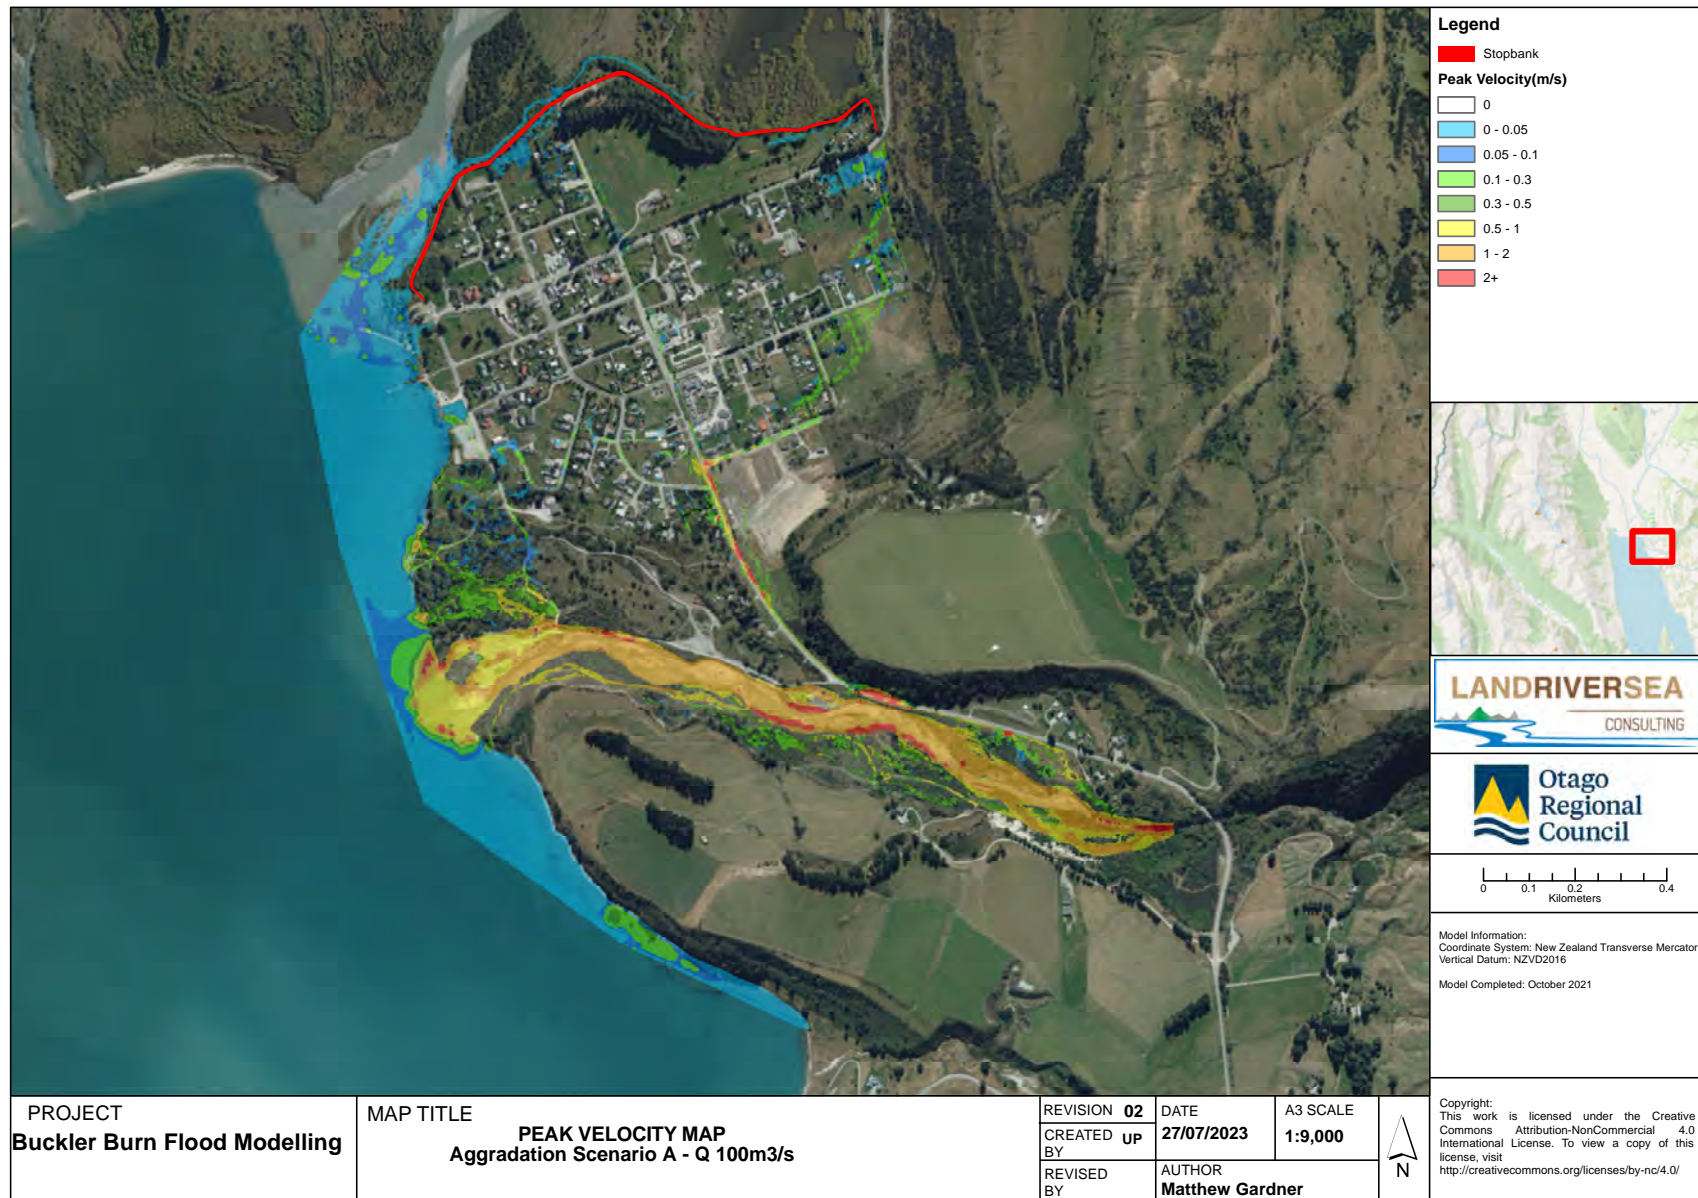 Legend
Stopbank
Peak Velocity(m/s)
0
0 - 0.05
0.05 - 0.1
0.1 - 0.3
0.3 - 0.5
0.5 - 1
1 - 2
2+
LANDRIVERSEA
CONSULTING
Otago
Regional
Council
0 0.1 0.2 0.4
Kilometers
Model Information:
Coordinate System: New Zealand Transverse Mercator
Vertical Datum: NZVD2016
Model Completed: October 2021
Copyright:
This work is licensed under the Creative
Commons Attribution-NonCommercial 4.0
International License. To view a copy of this
license, visit
http://creativecommons.org/licenses/by-nc/4.0/
PROJECT
Buckler Burn Flood Modelling
MAP TITLE
PEAK VELOCITY MAP
Aggradation Scenario A - Q 100m3/s
REVISION 02
CREATED BY UP
REVISED BY
DATE
27/07/2023
A3 SCALE
1:9,000
AUTHOR
Matthew Gardner
N